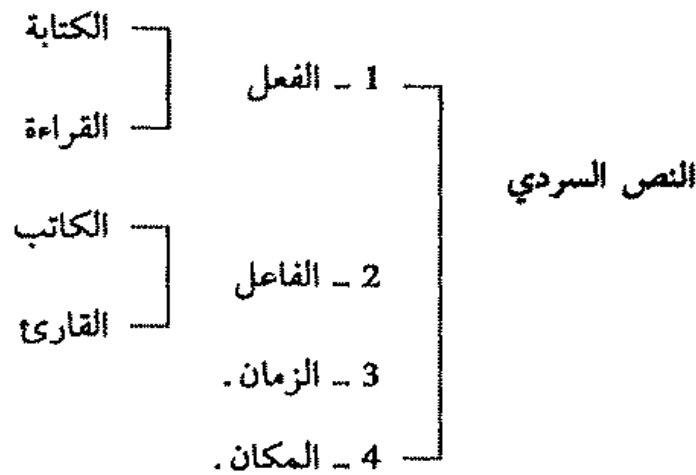 الكتابة
1 ـ الفعل
القراءة
النص السردي
الكاتب
2 ـ الفاعل
القارئ
3 ـ الزمان.
4 ـ المكان.